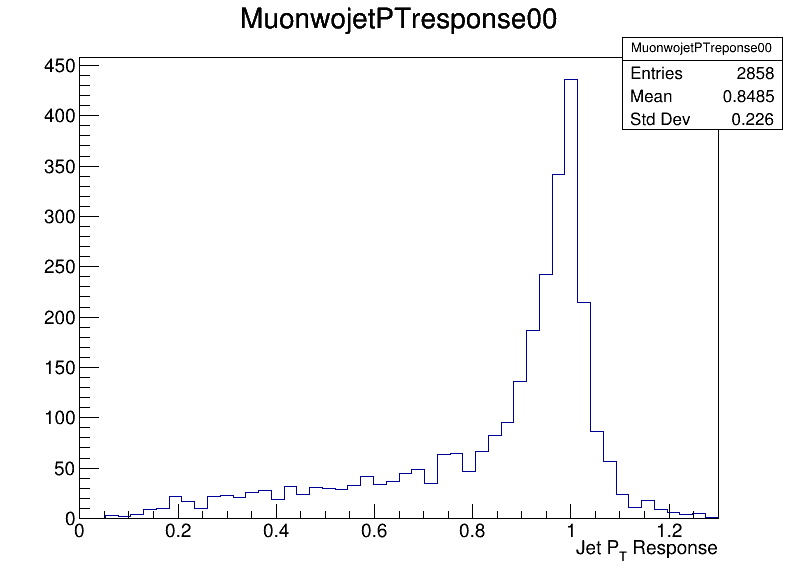 MuonwojetPTresponse00
MuonwojetPTreponse00
Entries 2858
Mean 0.8485
Std Dev 0.226
450
400
350
300
250
200
150
100
50
0
0 0.2 0.4 0.6 0.8 1 1.2
Jet P_T Response